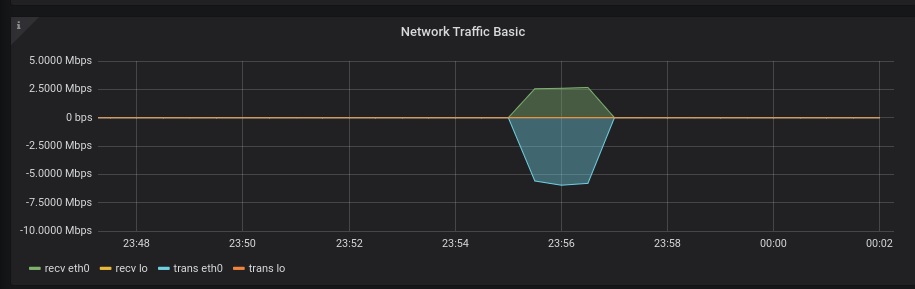 i
Network Traffic Basic
5.0000 Mbps
2.5000 Mbps
0 bps
-2.5000 Mbps
-5.0000 Mbps
-7.5000 Mbps
-10.0000 Mbps
23:48 23:50 23:52 23:54 23:56 23:58 00:00 00:02
recv eth0 recv lo trans eth0 trans lo